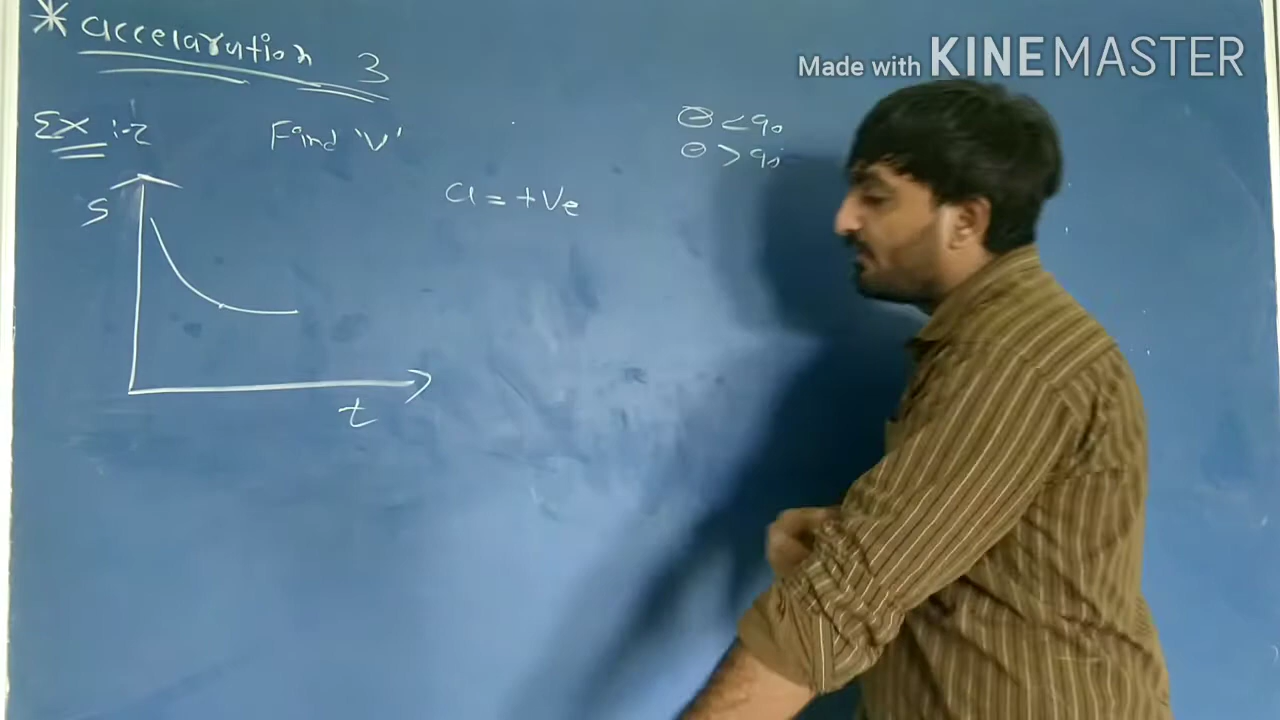 * accelaration 3
Made with KINEMASTER
Ex :-2
Find 'v'
θ < 90
θ > 90
a = +Ve
S
t